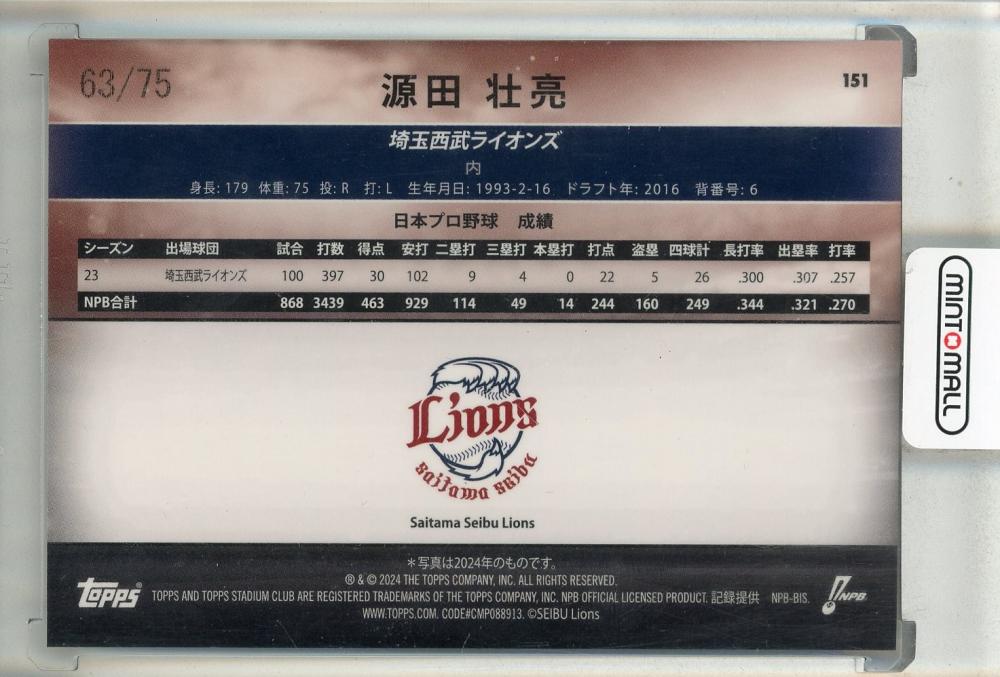 63/75
源田 壮亮
151
埼玉西武ライオンズ
内
身長: 179 体重: 75 投: R 打: L 生年月日: 1993-2-16 ドラフト年: 2016 背番号: 6
日本プロ野球 成績
シーズン 出場球団 試合 打数 得点 安打 二塁打 三塁打 本塁打 打点 盗塁 四球計 長打率 出塁率 打率
23 埼玉西武ライオンズ 100 397 30 102 9 4 0 22 5 26 .300 .307 .257
NPB合計 868 3439 463 929 114 49 14 244 160 249 .344 .321 .270
MINT MALL
Lions
Saitama Seibu
Saitama Seibu Lions
＊写真は2024年のものです。
® & © 2024 THE TOPPS COMPANY, INC. ALL RIGHTS RESERVED.
Topps®
TOPPS AND TOPPS STADIUM CLUB ARE REGISTERED TRADEMARKS OF THE TOPPS COMPANY, INC. NPB OFFICIAL LICENSED PRODUCT. 記録提供 NPB-BIS.
NPB
WWW.TOPPS.COM. CODE#CMP088913. ©SEIBU Lions